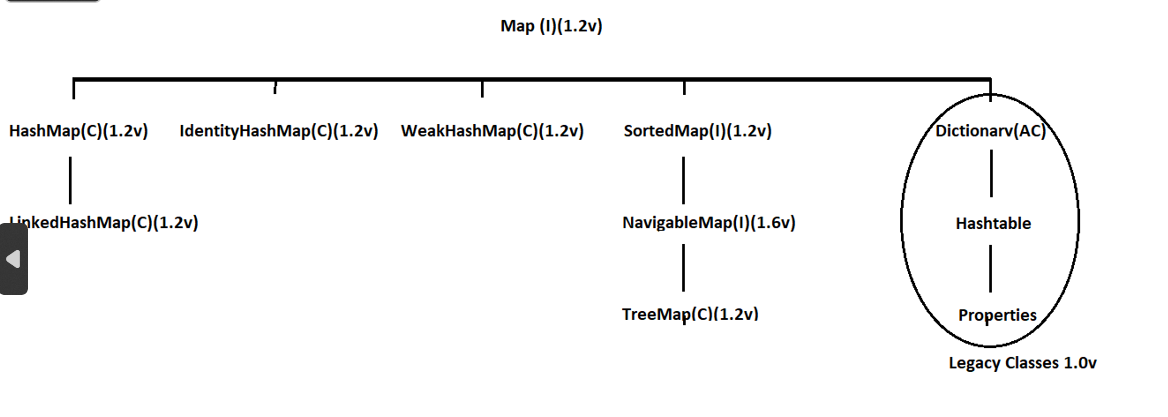 Map (I)(1.2v)
HashMap(C)(1.2v) IdentityHashMap(C)(1.2v) WeakHashMap(C)(1.2v) SortedMap(I)(1.2v) Dictionary(AC)
LinkedHashMap(C)(1.2v) NavigableMap(I)(1.6v) Hashtable
TreeMap(C)(1.2v) Properties
Legacy Classes 1.0v